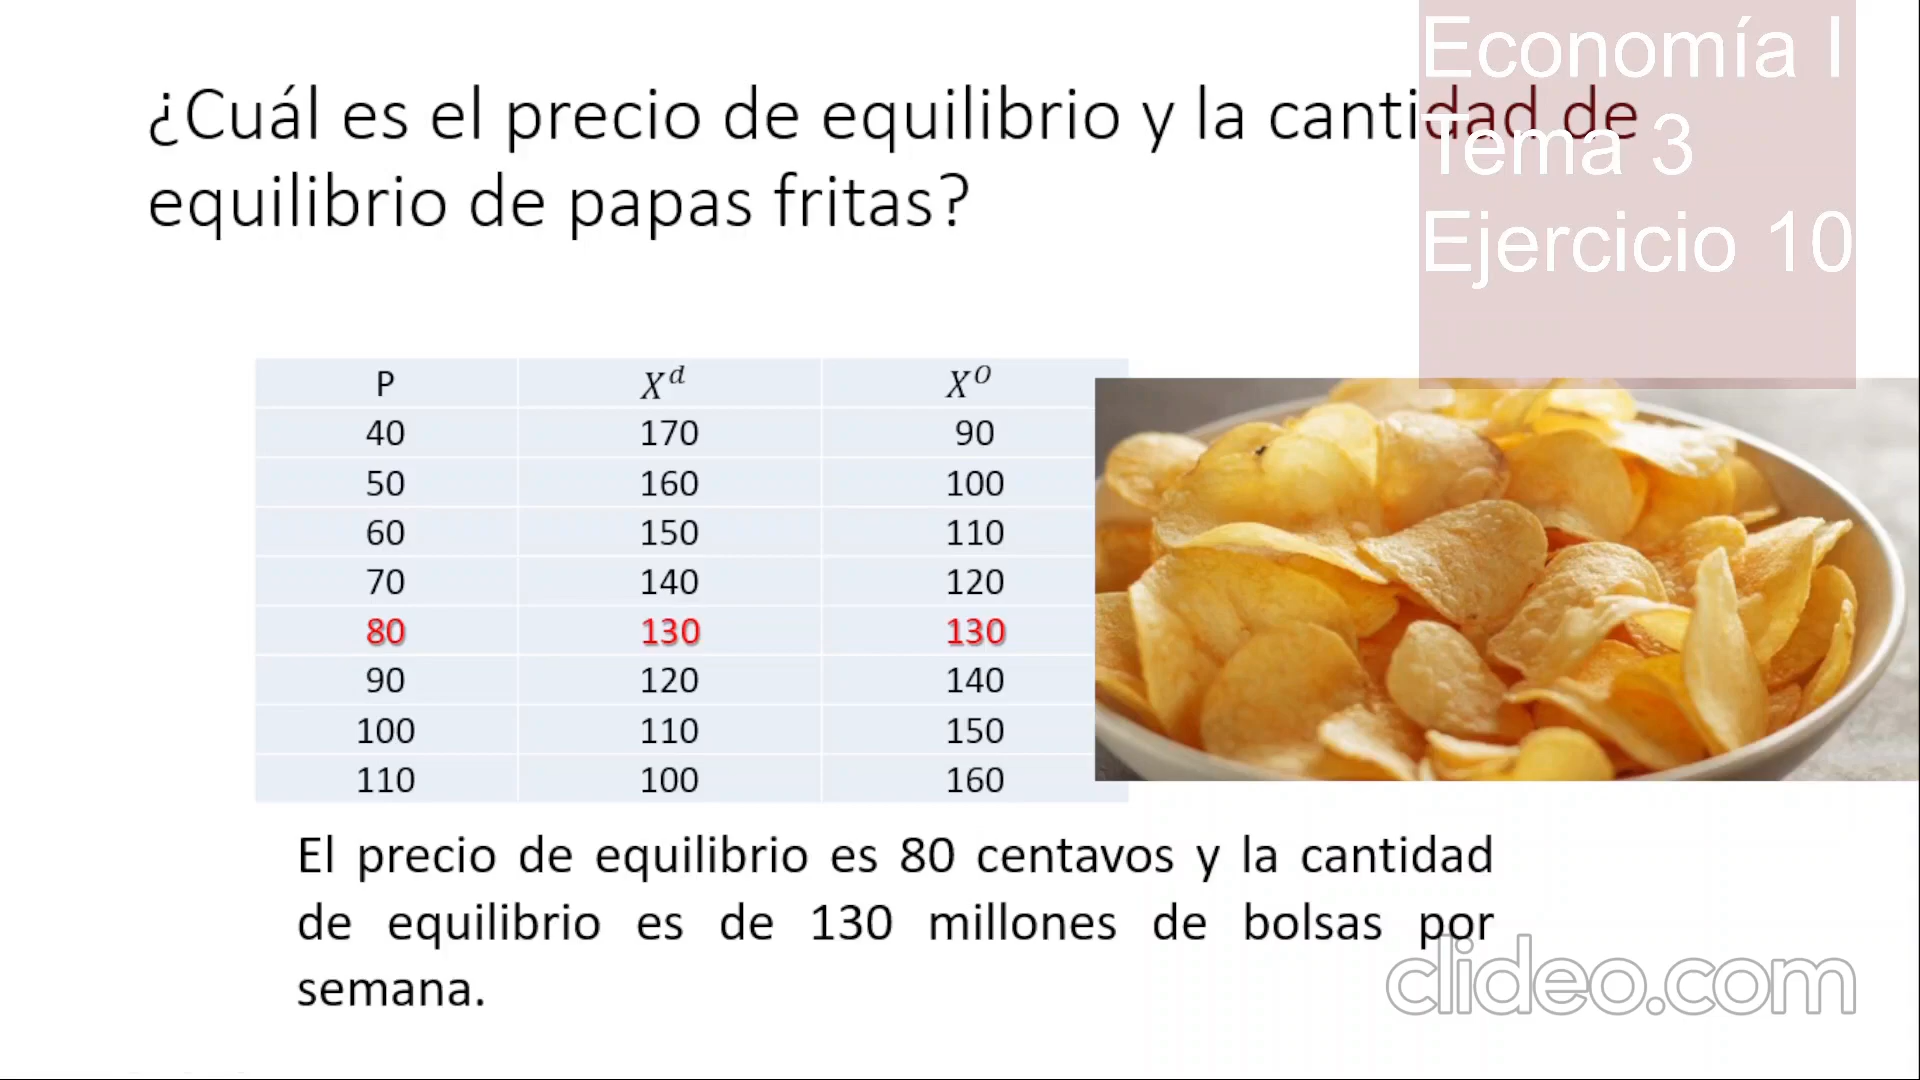 Economía I
Tema 3
Ejercicio 10
¿Cuál es el precio de equilibrio y la cantidad de
equilibrio de papas fritas?
P X^d X^O
40 170 90
50 160 100
60 150 110
70 140 120
80 130 130
90 120 140
100 110 150
110 100 160
El precio de equilibrio es 80 centavos y la cantidad
de equilibrio es de 130 millones de bolsas por
semana.
clideo.com